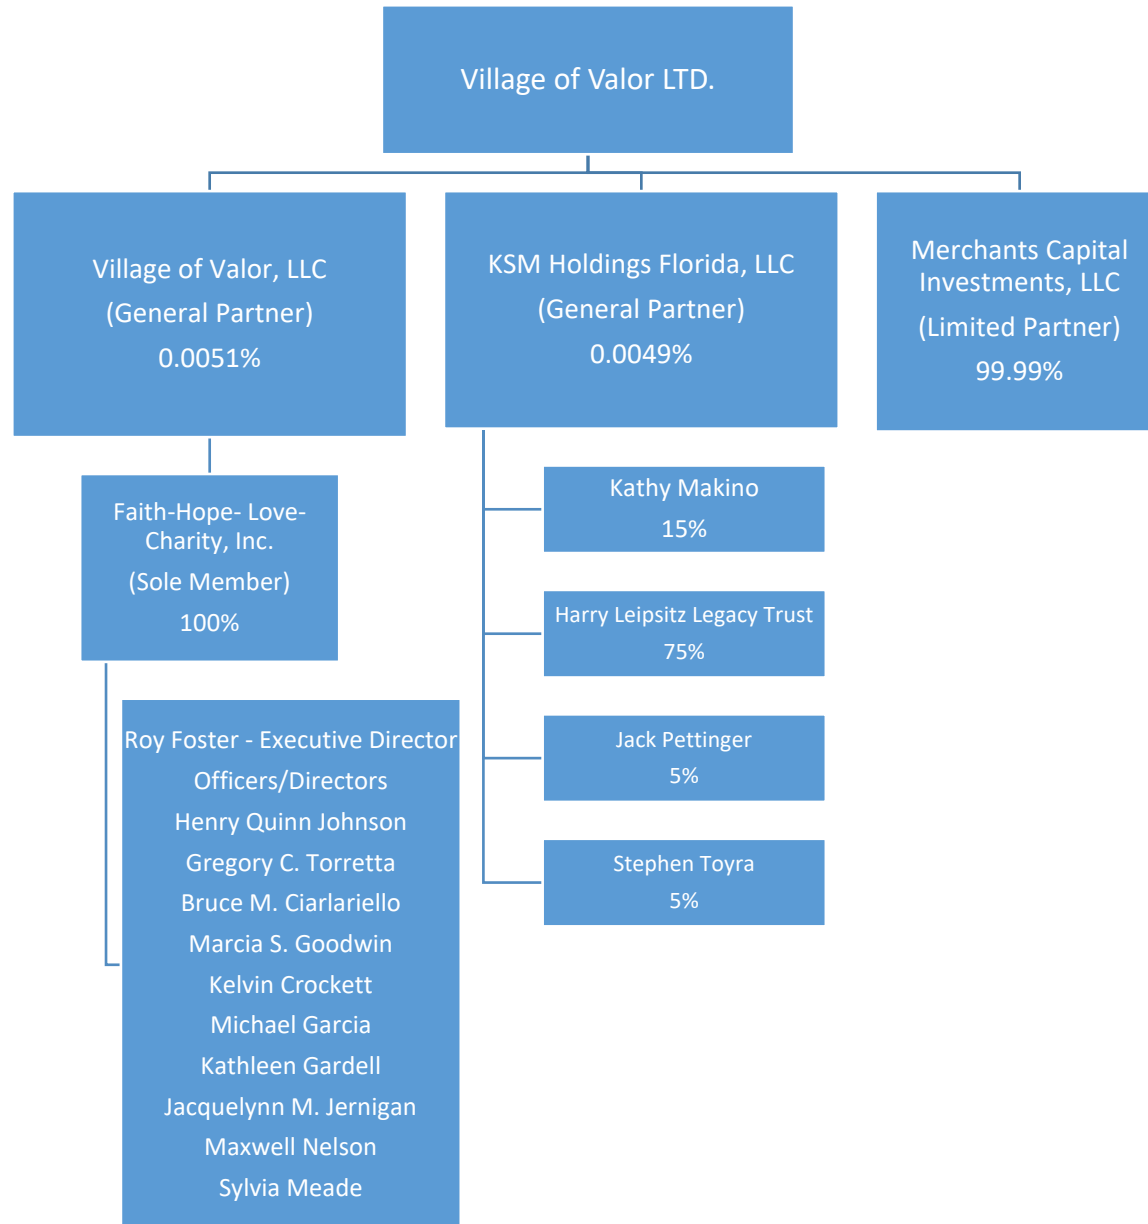 Village of Valor LTD.
Village of Valor, LLC
(General Partner)
0.0051%
KSM Holdings Florida, LLC
(General Partner)
0.0049%
Merchants Capital
Investments, LLC
(Limited Partner)
99.99%
Faith-Hope- Love-
Charity, Inc.
(Sole Member)
100%
Roy Foster - Executive Director
Officers/Directors
Henry Quinn Johnson
Gregory C. Torretta
Bruce M. Ciarlariello
Marcia S. Goodwin
Kelvin Crockett
Michael Garcia
Kathleen Gardell
Jacquelynn M. Jernigan
Maxwell Nelson
Sylvia Meade
Kathy Makino
15%
Harry Leipsitz Legacy Trust
75%
Jack Pettinger
5%
Stephen Toyra
5%